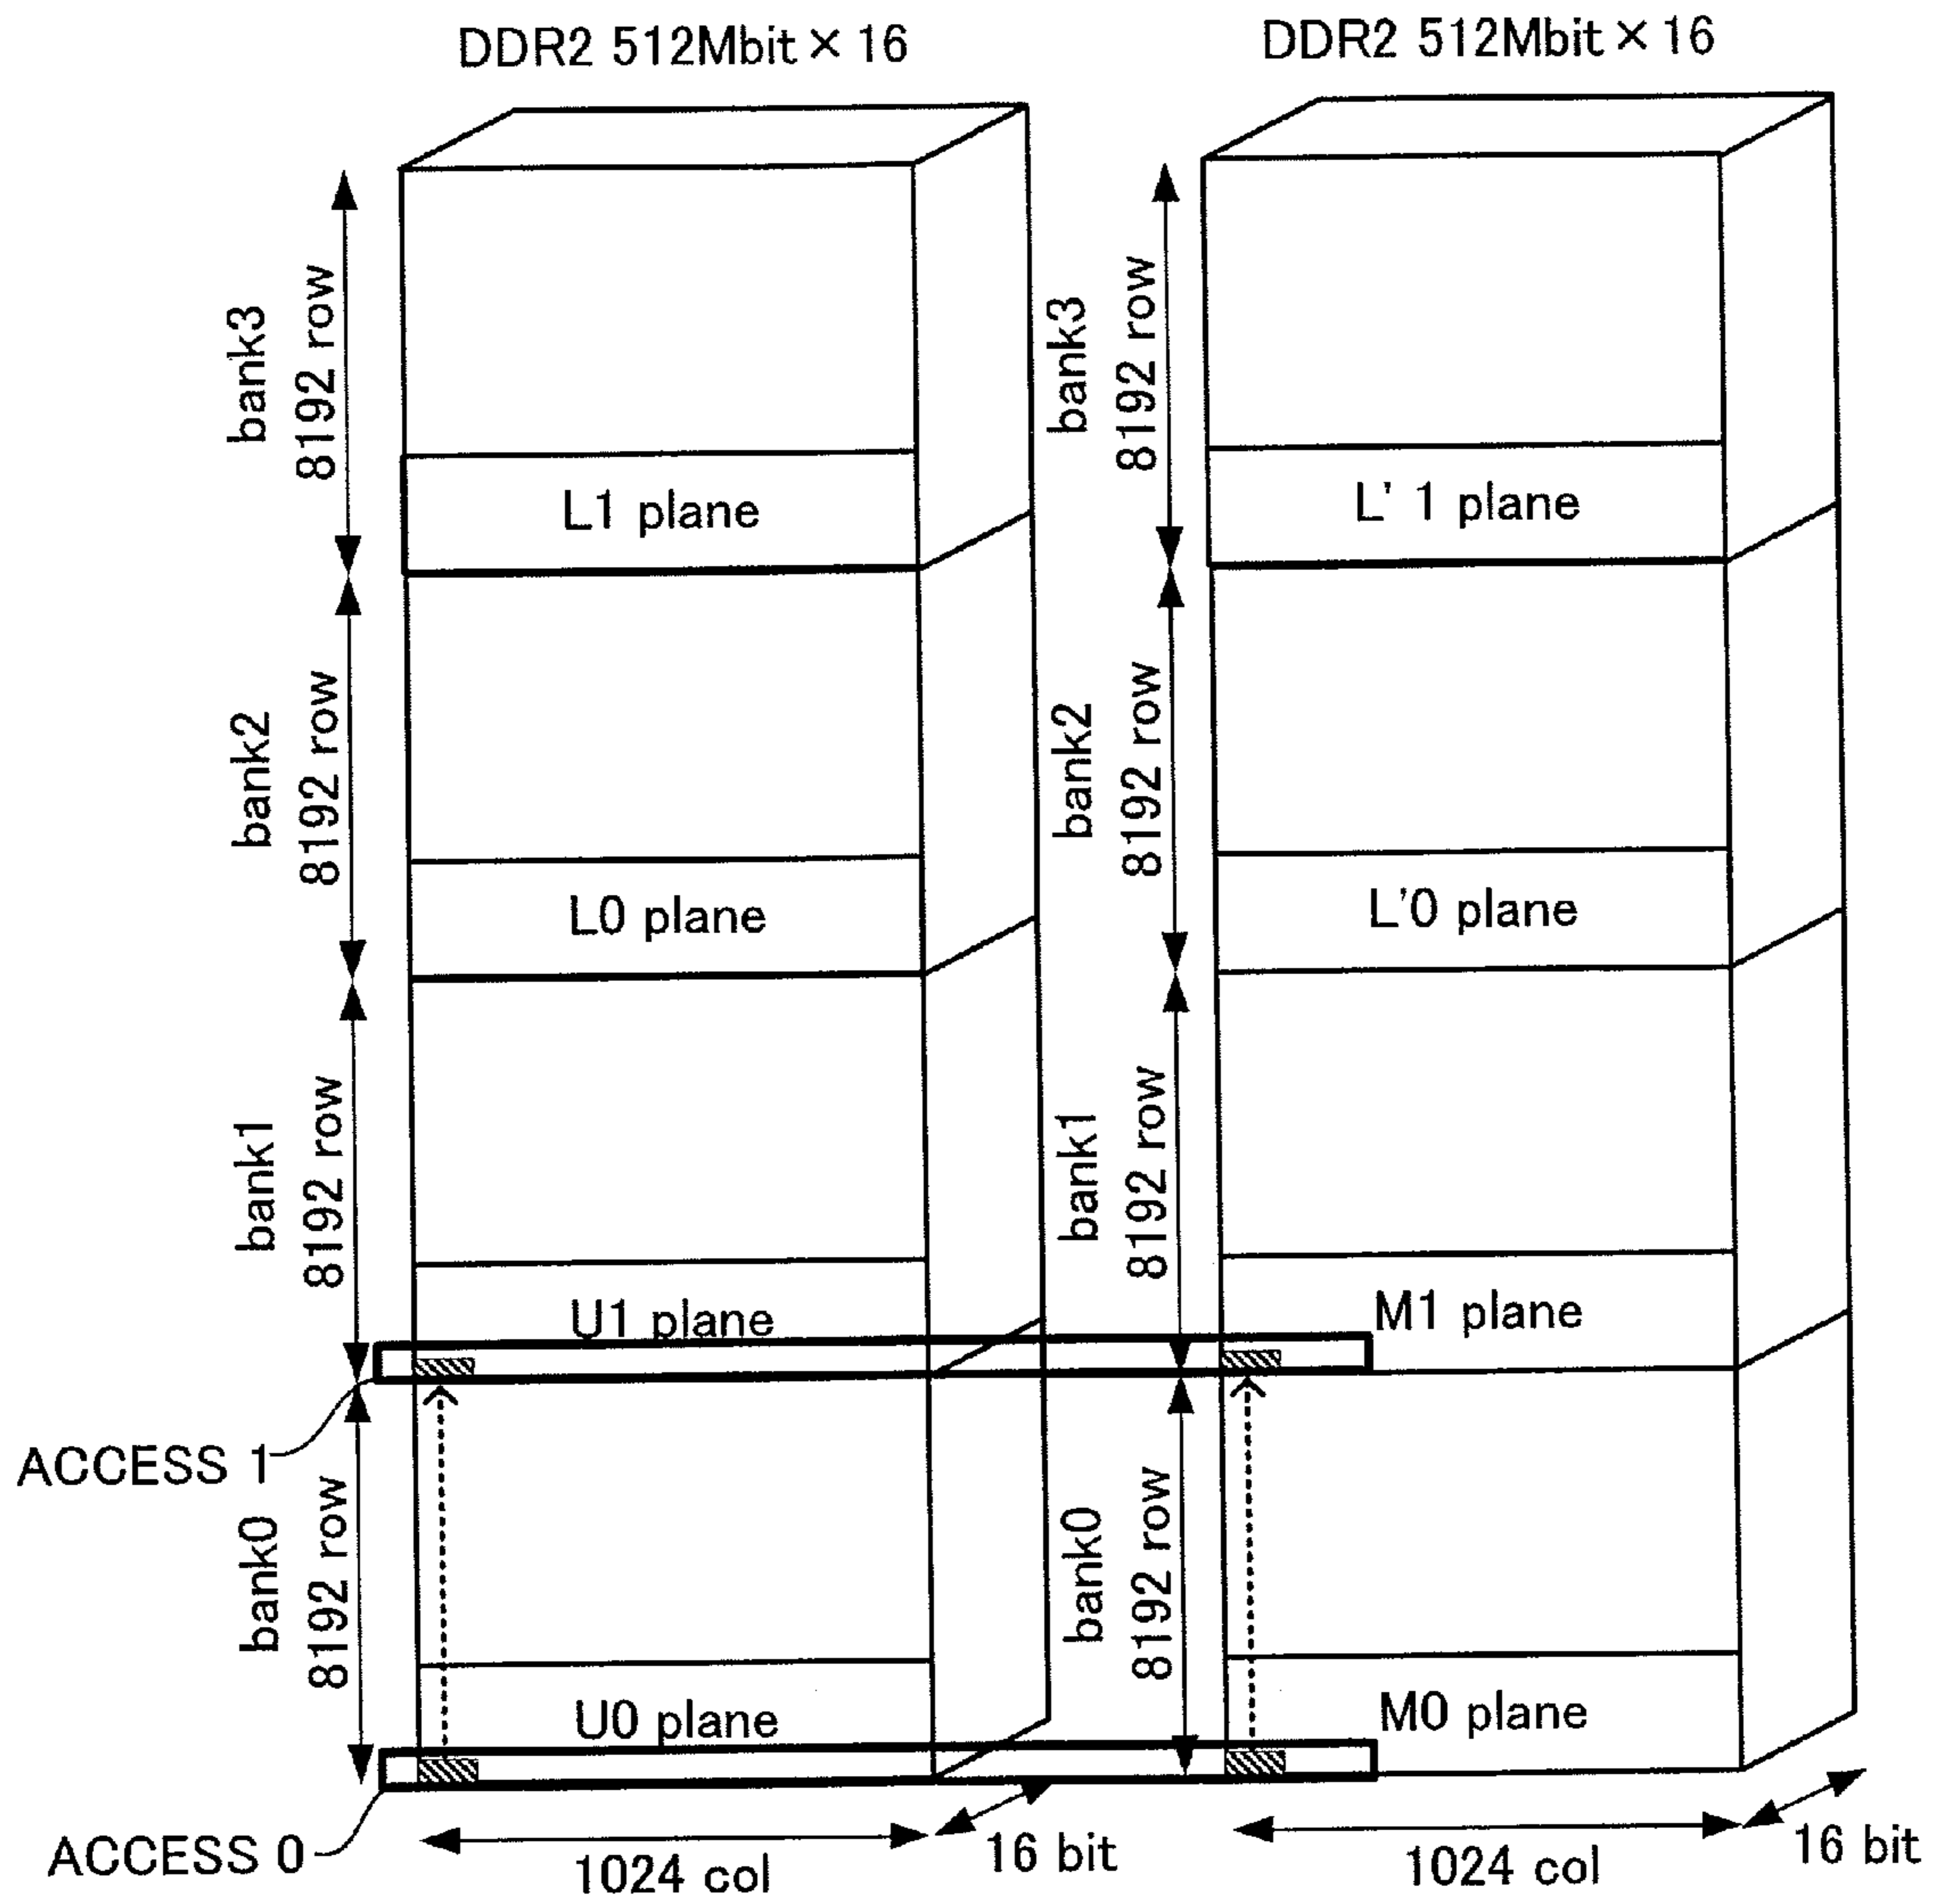 DDR2 512Mbit × 16
DDR2 512Mbit × 16
bank3
8192 row
L1 plane
bank3
8192 row
L' 1 plane
bank2
8192 row
L0 plane
bank2
8192 row
L'0 plane
bank1
8192 row
U1 plane
bank1
8192 row
M1 plane
ACCESS 1
bank0
8192 row
U0 plane
bank0
8192 row
M0 plane
ACCESS 0
1024 col
16 bit
1024 col
16 bit